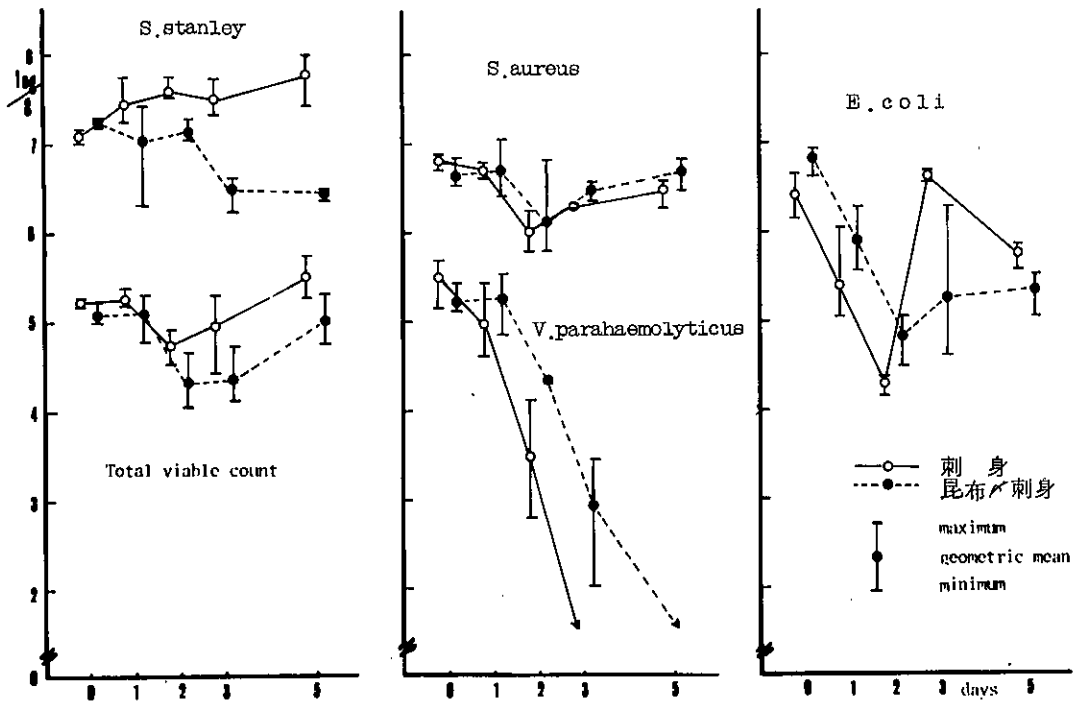 S.stanley
8
log
g
7
6
5
4
3
2
0
Total viable count
0 1 2 3 5
S.aureus
V.parahaemolyticus
0 1 2 3 5
E.coli
刺 身
昆布〆刺身
maximum
geometric mean
minimum
0 1 2 3 days 5